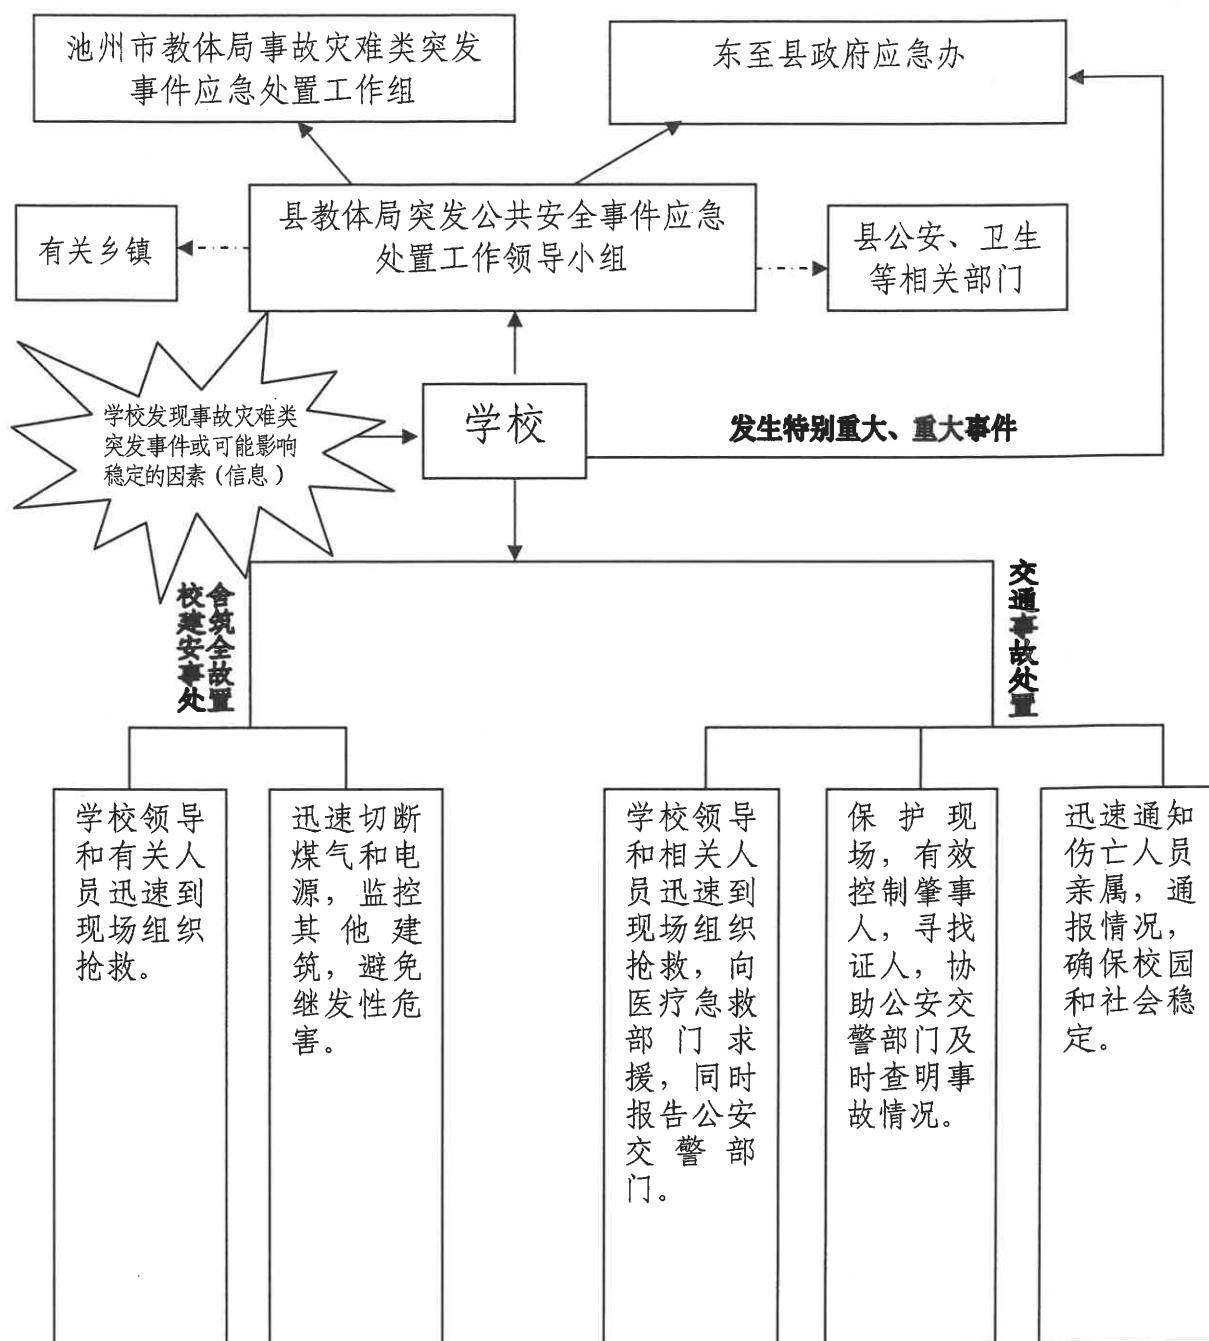 池州市教体局事故灾难类突发
事件应急处置工作组
东至县政府应急办
县教体局突发公共安全事件应急
处置工作领导小组
有关乡镇
县公安、卫生
等相关部门
学校发现事故灾难类
突发事件或可能影响
稳定的因素（信息）
学校
发生特别重大、重大事件
校舍
建筑
安全
事故
处置
交通事故处置
学校领导
和有关人
员迅速到
现场组织
抢救。
迅速切断
煤气和电
源，监控
其他建
筑，避免
继发性危
害。
学校领导
和相关人
员迅速到
现场组织
抢救，向
医疗急救
部门求
援，同时
报告公安
交警部
门。
保护现
场，有效
控制肇事
人，寻找
证人，协
助公安交
警部门及
时查明事
故情况。
迅速通知
伤亡人员
亲属，通
报情况，
确保校园
和社会稳
定。